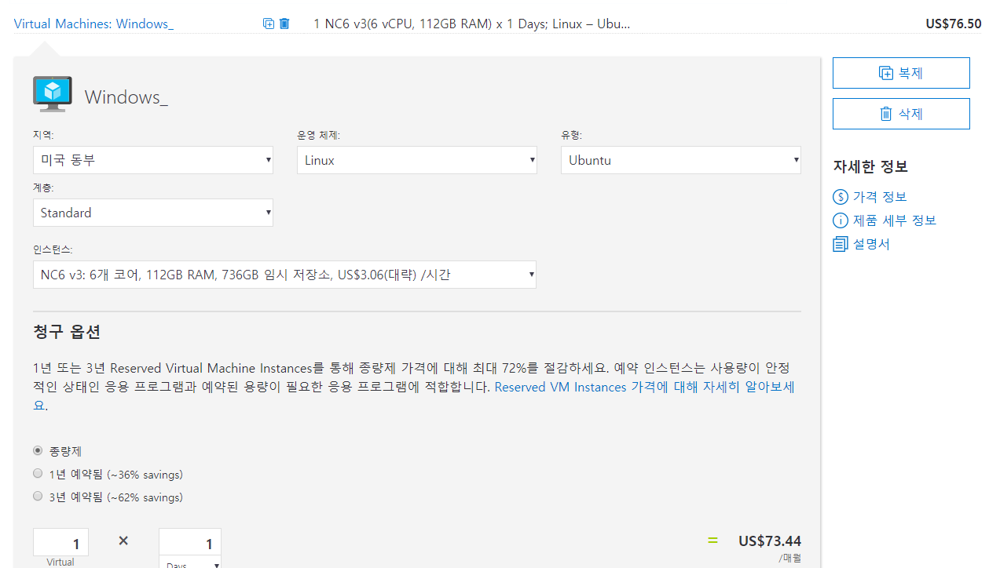 Virtual Machines: Windows_ 1 NC6 v3(6 vCPU, 112GB RAM) x 1 Days; Linux – Ubu... US$76.50
복제
Windows_
삭제
지역: 운영 체제: 유형:
미국 동부 Linux Ubuntu
자세한 정보
계층:
가격 정보
Standard
제품 세부 정보
설명서
인스턴스:
NC6 v3: 6개 코어, 112GB RAM, 736GB 임시 저장소, US$3.06(대략) /시간
청구 옵션
1년 또는 3년 Reserved Virtual Machine Instances를 통해 종량제 가격에 대해 최대 72%를 절감하세요. 예약 인스턴스는 사용량이 안정
적인 상태인 응용 프로그램과 예약된 용량이 필요한 응용 프로그램에 적합합니다. Reserved VM Instances 가격에 대해 자세히 알아보세
요.
종량제
1년 예약됨 (~36% savings)
3년 예약됨 (~62% savings)
1 × 1 = US$73.44
Virtual Days /매월